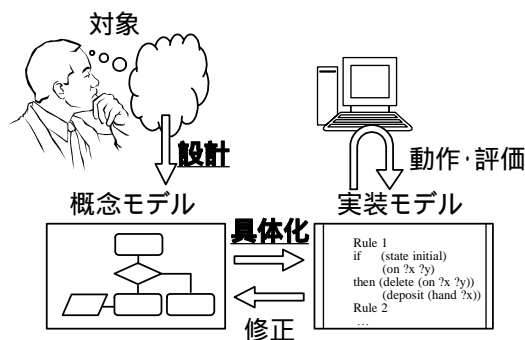 対象
設計
動作・評価
概念モデル
実装モデル
具体化
修正
Rule 1
if (state initial)
(on ?x ?y)
then (delete (on ?x ?y))
(deposit (hand ?x))
Rule 2
…